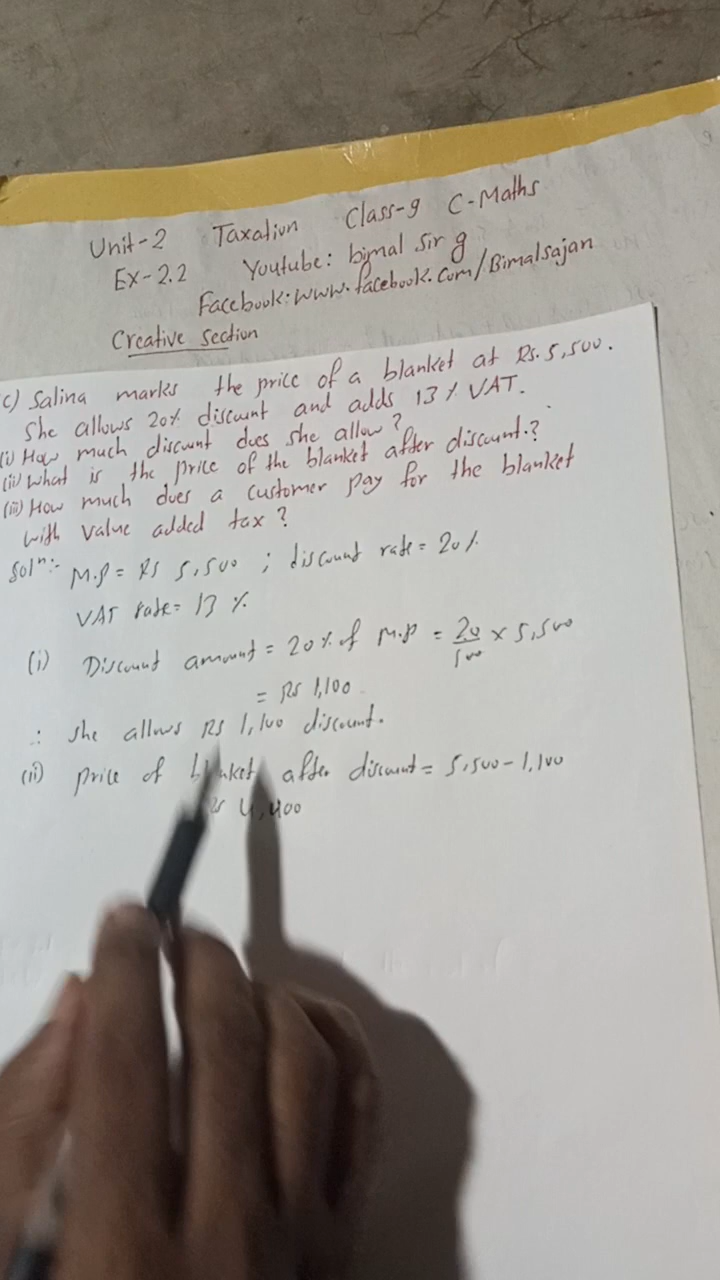 Unit-2 Taxation Class-9 C-Maths
Ex-2.2 Youtube: bimal sir g
Facebook: www.facebook.com/Bimalsajan
Creative section
c) Salina marks the price of a blanket at Rs. 5,500.
She allows 20% discount and adds 13% VAT.
(i) How much discount does she allow?
(ii) What is the price of the blanket after discount.?
(iii) How much does a customer pay for the blanket
with value added tax?
Solⁿ:- M.P = Rs 5,500 ; discount rate = 20%
VAT rate = 13 %
(i) Discount amount = 20% of M.P = 20/100 × 5,500
= Rs 1,100
∴ She allows Rs 1,100 discount.
(ii) price of blanket after discount = 5,500 - 1,100
Rs 4,400